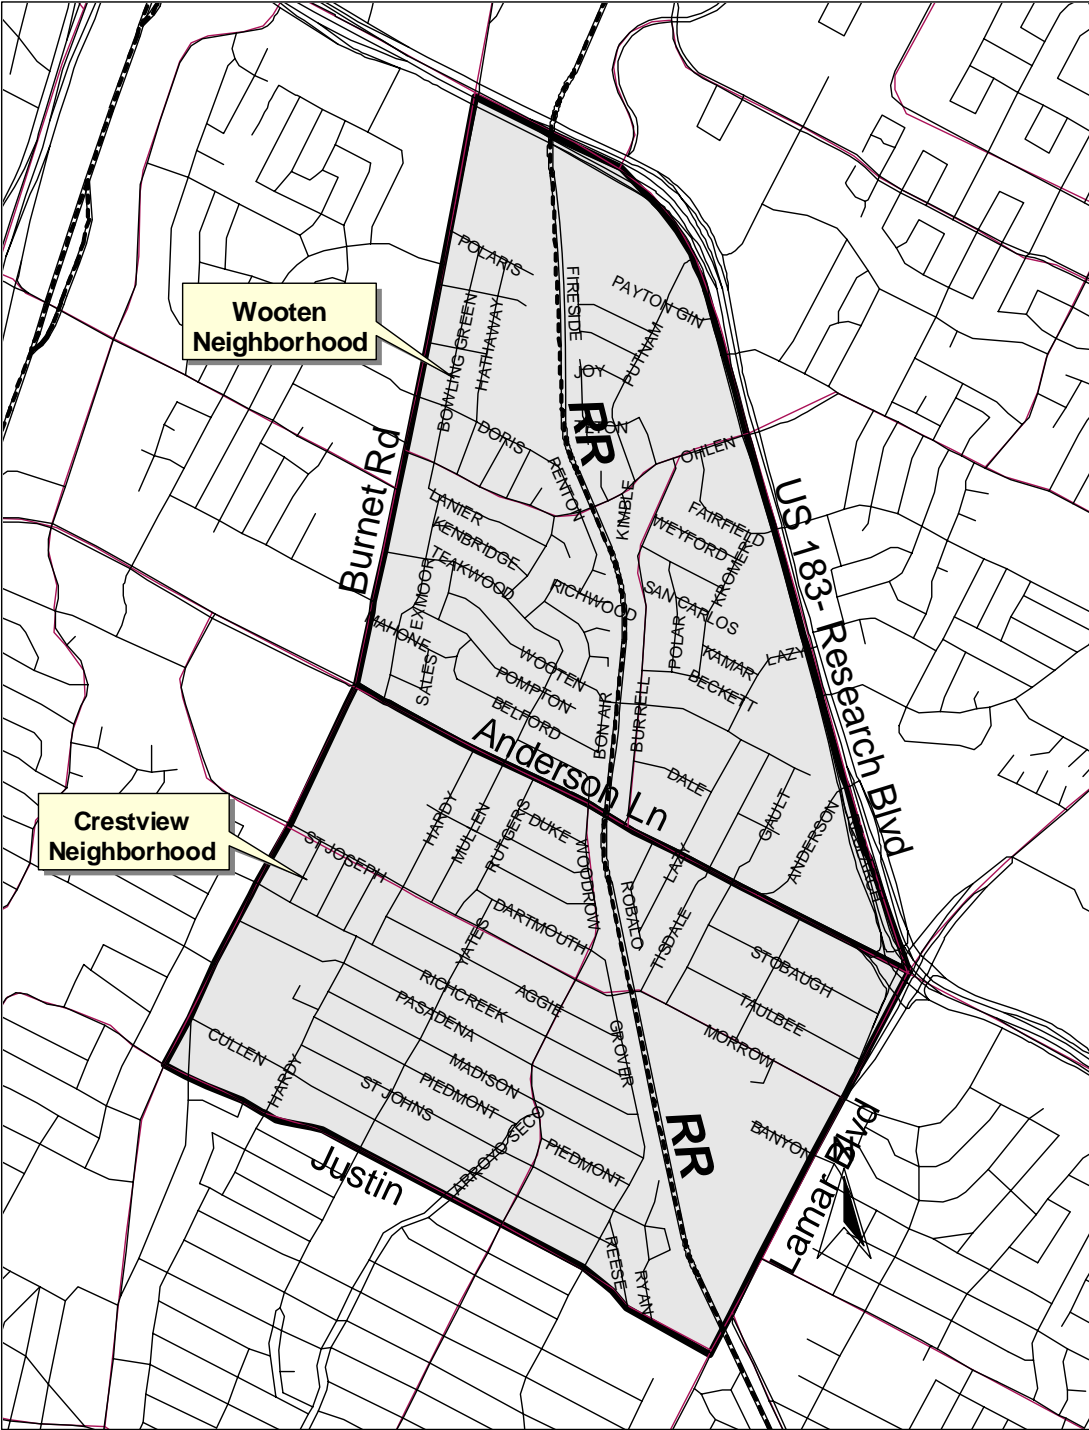 POLARIS
FIRESIDE
PAYTON GIN
Wooten
Neighborhood
BOWLING GREEN
HATHAWAY
PUTNAM
JOY
RR
DORIS
OHLEN
Burnet Rd
RENTON
KIMBLE
US 183- Research Blvd
LANIER
FAIRFIELD
KENBRIDGE
WEYFORD
TEAKWOOD
KROMER
EXMOOR
RICHWOOD
SAN CARLOS
MAHONE
POLAR
SALES
WOOTEN
KAMAR
LAZY
POMPTON
BECKETT
BELFORD
BON AIR
BURRELL
Anderson Ln
DALE
GAULT
Crestview
Neighborhood
HARDY
MULLEN
RUTGERS
DUKE
ANDERSON
RESEARCH
ST JOSEPH
WOODROW
LAZY
ROBALO
DARTMOUTH
TISDALE
YATES
STOBAUGH
RICHCREEK
AGGIE
PASADENA
TAULBEE
GROVER
MORROW
CULLEN
MADISON
HARDY
ST JOHNS
PIEDMONT
ARROYO SECO
RR
BANYON
Justin
PIEDMONT
Lamar Blvd
N
REESE
RYAN